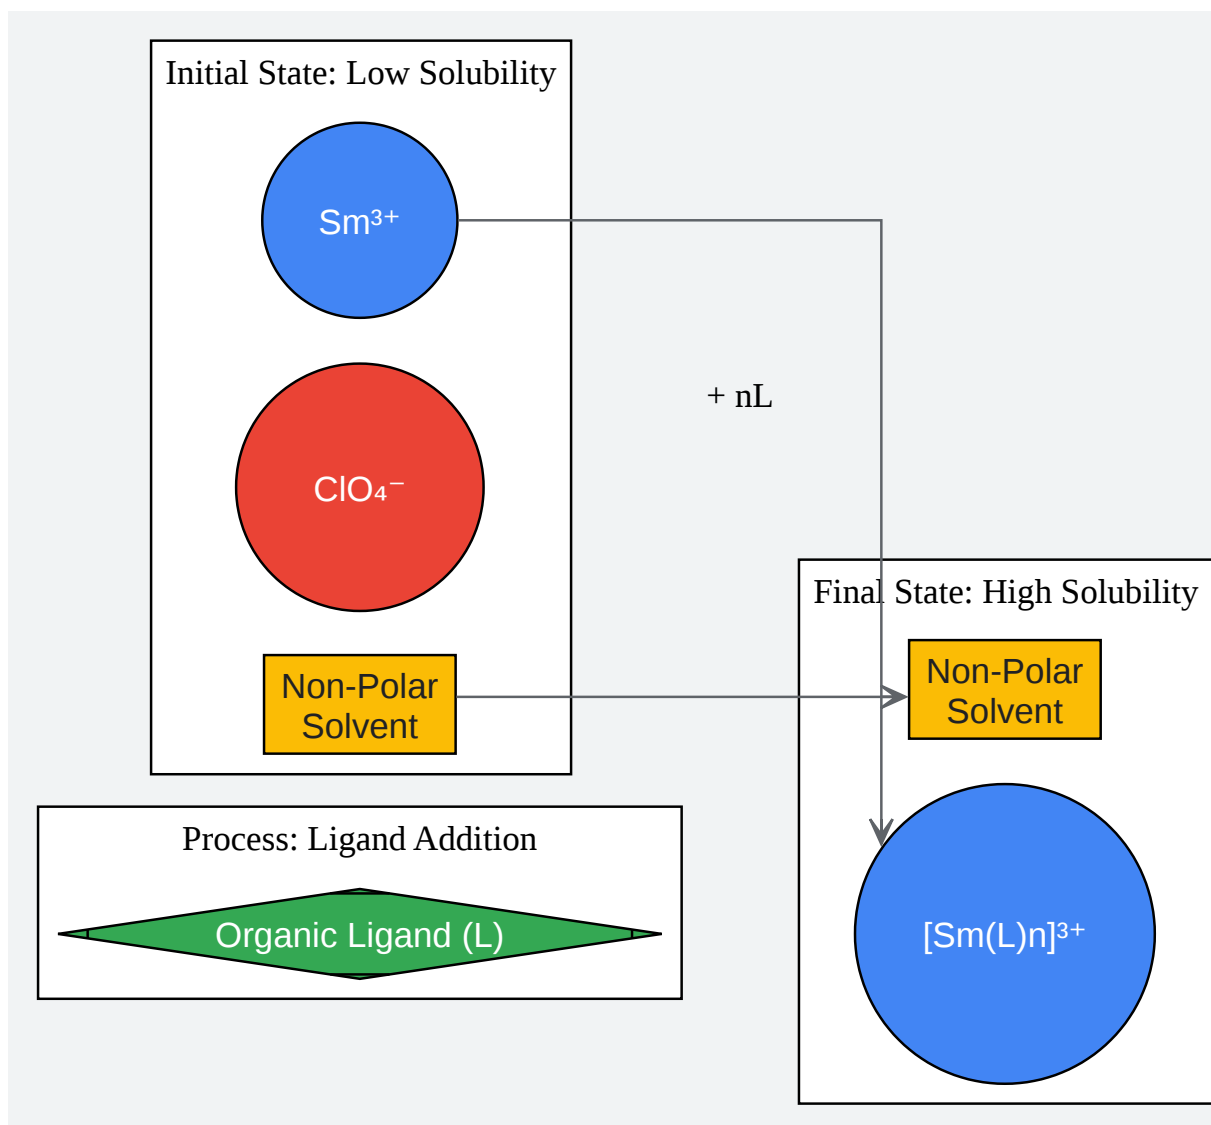 Initial State: Low Solubility
Sm³⁺
ClO₄⁻
Non-Polar
Solvent
+ nL
Final State: High Solubility
Non-Polar
Solvent
[Sm(L)n]³⁺
Process: Ligand Addition
Organic Ligand (L)